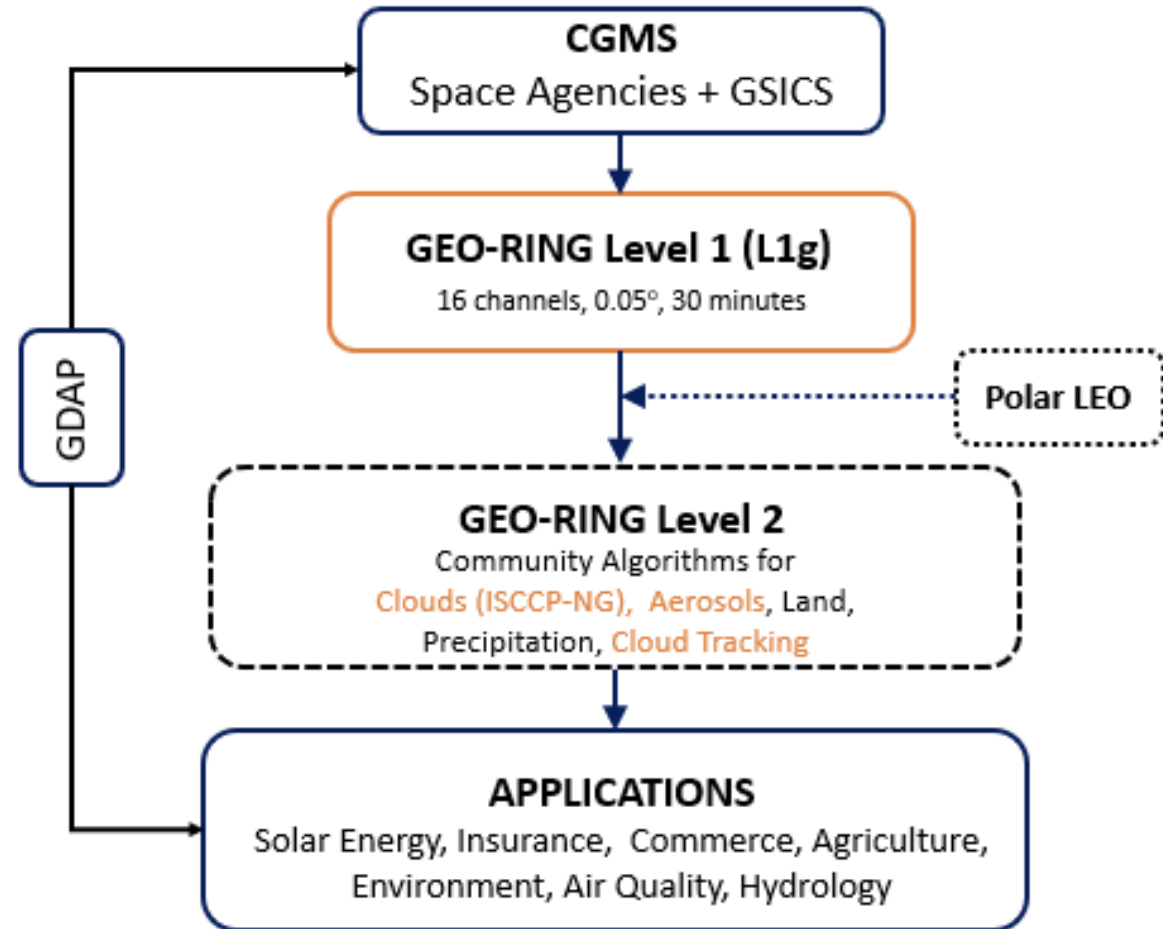 CGMS
Space Agencies + GSICS
GEO-RING Level 1 (L1g)
16 channels, 0.05°, 30 minutes
GDAP
Polar LEO
GEO-RING Level 2
Community Algorithms for
Clouds (ISCCP-NG), Aerosols, Land,
Precipitation, Cloud Tracking
APPLICATIONS
Solar Energy, Insurance, Commerce, Agriculture,
Environment, Air Quality, Hydrology